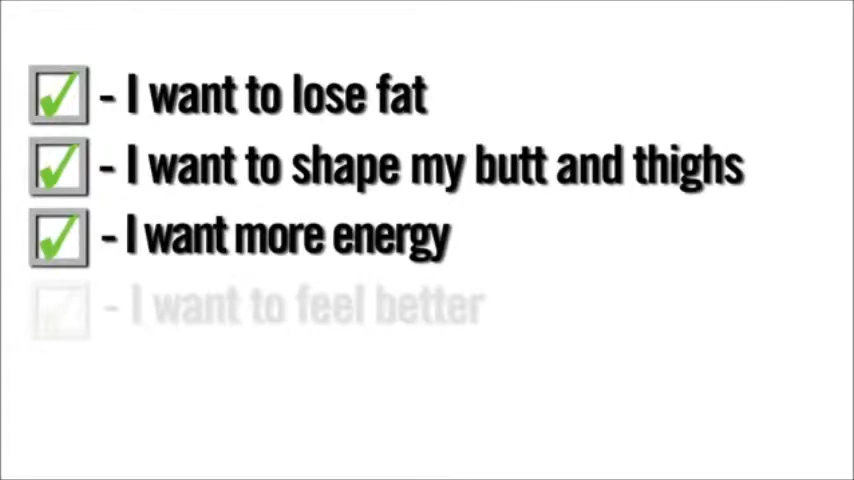 - I want to lose fat
- I want to shape my butt and thighs
- I want more energy
- I want to feel better